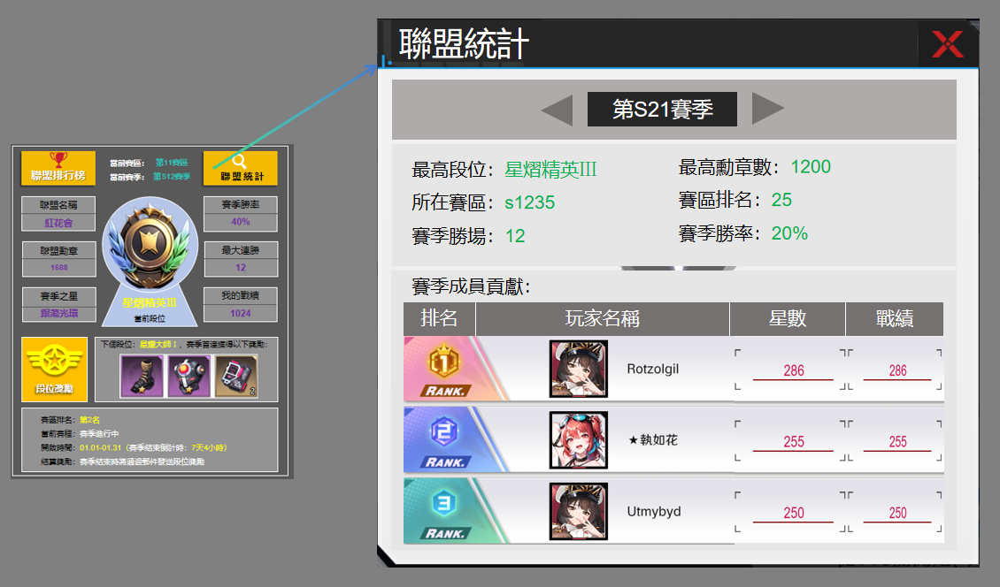 聯盟排行榜
當前賽區: 第11賽區
當前賽季: 第S12賽季
聯盟統計
聯盟名稱
紅花會
賽季勝率
40%
聯盟勳章
1688
最大連勝
12
賽季之星
銀灘光環
我的戰績
1024
星熠精英III
當前段位
段位獎勵
下個段位: 星耀大師 I ，賽季首達獲得以下獎勵:
2
賽區排名: 第2名
當前賽程: 賽季進行中
開啟時間: 01.01-01.31（賽季結束倒計時: 7天4小時）
結算獎勵: 賽季結束時將通過郵件發送段位獎勵
聯盟統計
第S21賽季
最高段位: 星熠精英III
最高勳章數: 1200
所在賽區: s1235
賽區排名: 25
賽季勝場: 12
賽季勝率: 20%
賽季成員貢獻:
排名 玩家名稱 星數 戰績
1 RANK. Rotzolgil 286 286
2 RANK. ★執如花 255 255
3 RANK. Utmybyd 250 250